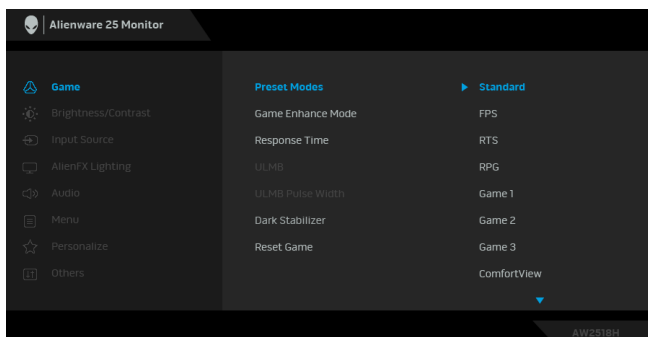 Alienware 25 Monitor
Game Preset Modes Standard
Brightness/Contrast Game Enhance Mode FPS
Input Source Response Time RTS
AlienFX Lighting ULMB RPG
Audio ULMB Pulse Width Game 1
Menu Dark Stabilizer Game 2
Personalize Reset Game Game 3
Others ComfortView
AW2518H